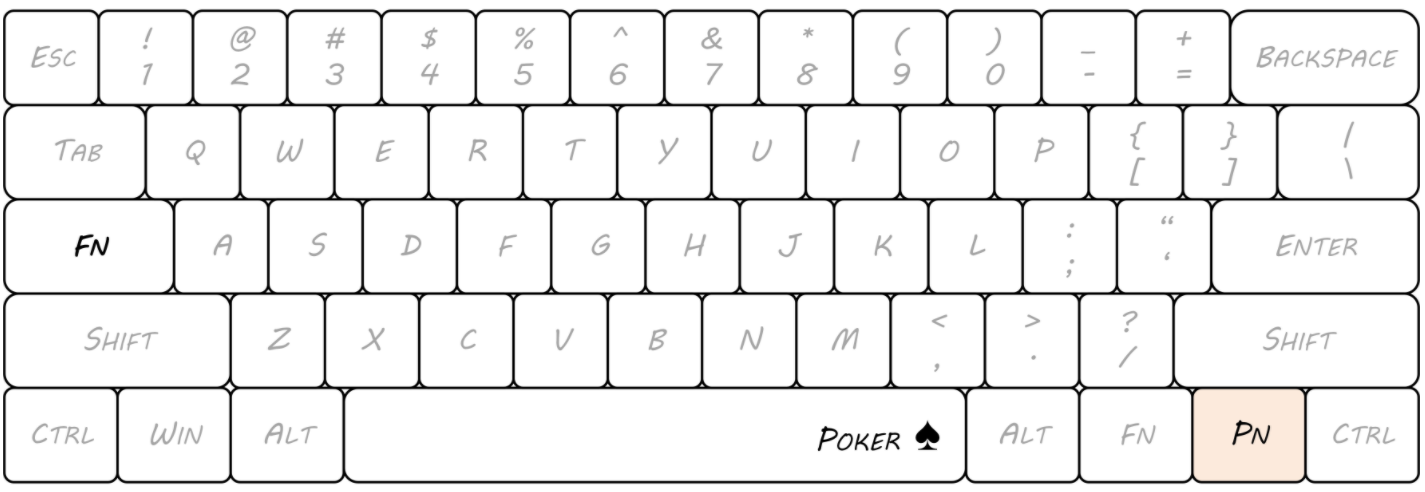 Esc ! @ # $ % ^ & * ( ) _ + Backspace
1 2 3 4 5 6 7 8 9 0 - =
Tab Q W E R T Y U I O P { } |
[ ] \
Fn A S D F G H J K L : “ Enter
; ‘
Shift Z X C V B N M < > ? Shift
, . /
Ctrl Win Alt Poker ♠ Alt Fn Pn Ctrl